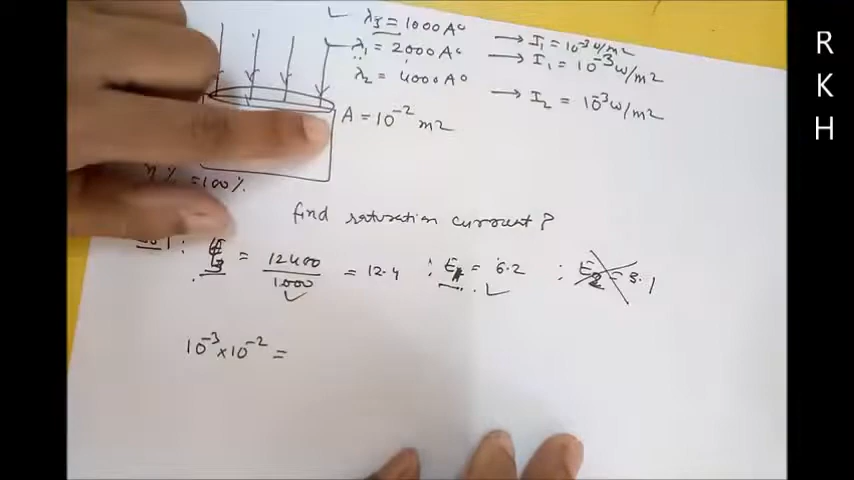 λ3 = 1000 A° → I1 = 10⁻³ w/m2
λ1 = 2000 A° → I1 = 10⁻³ w/m2
λ2 = 4000 A° → I2 = 10⁻³ w/m2
A = 10⁻² m2
η % = 100 %.
find saturation current?
= 12400 / 1000 = 12.4 ; E1 = 6.2 ; E2 = 3.1
10⁻³ × 10⁻² =
R
K
H